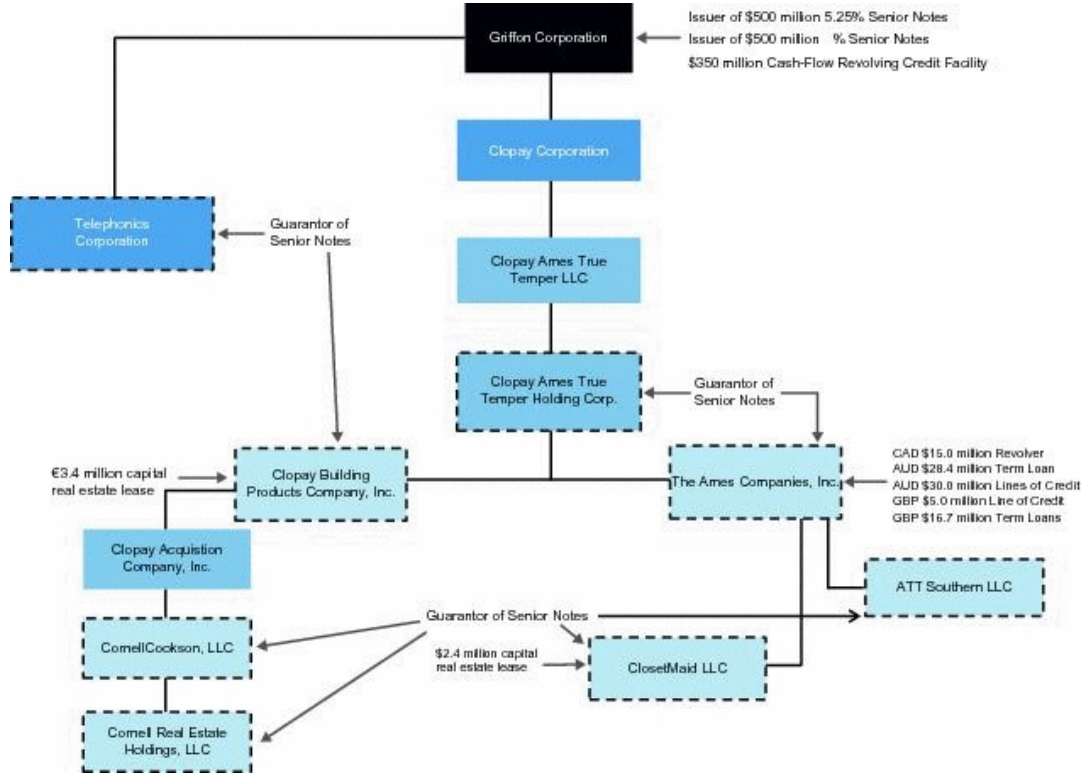 Griffon Corporation
Issuer of $500 million 5.25% Senior Notes
Issuer of $500 million % Senior Notes
$350 million Cash-Flow Revolving Credit Facility
Clopay Corporation
Telephonics
Corporation
Guarantor of
Senior Notes
Clopay Ames True
Temper LLC
Clopay Ames True
Temper Holding Corp.
Guarantor of
Senior Notes
€3.4 million capital
real estate lease
Clopay Building
Products Company, Inc.
The Ames Companies, Inc.
CAD $15.0 million Revolver
AUD $28.4 million Term Loan
AUD $30.0 million Lines of Credit
GBP $5.0 million Line of Credit
GBP $16.7 million Term Loans
Clopay Acquistion
Company, Inc.
ATT Southern LLC
Guarantor of Senior Notes
CornellCookson, LLC
$2.4 million capital
real estate lease
ClosetMaid LLC
Cornell Real Estate
Holdings, LLC